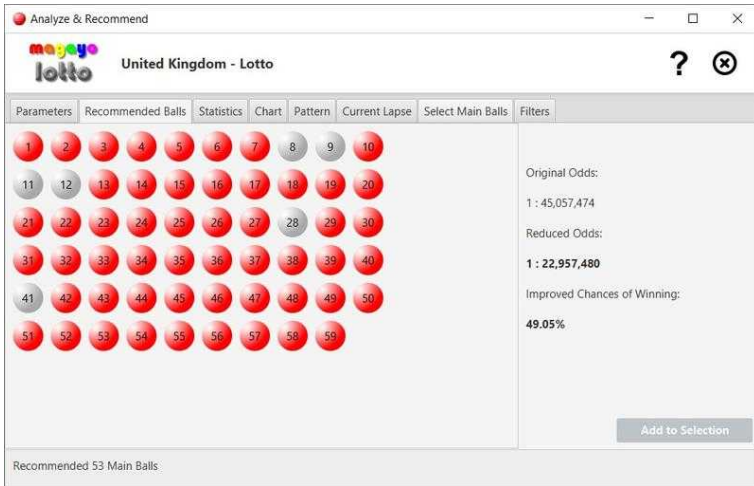 Analyze & Recommend
magayo
lotto
United Kingdom - Lotto
?
Parameters Recommended Balls Statistics Chart Pattern Current Lapse Select Main Balls Filters
1 2 3 4 5 6 7 8 9 10
11 12 13 14 15 16 17 18 19 20
21 22 23 24 25 26 27 28 29 30
31 32 33 34 35 36 37 38 39 40
41 42 43 44 45 46 47 48 49 50
51 52 53 54 55 56 57 58 59
Original Odds:
1 : 45,057,474
Reduced Odds:
1 : 22,957,480
Improved Chances of Winning:
49.05%
Add to Selection
Recommended 53 Main Balls